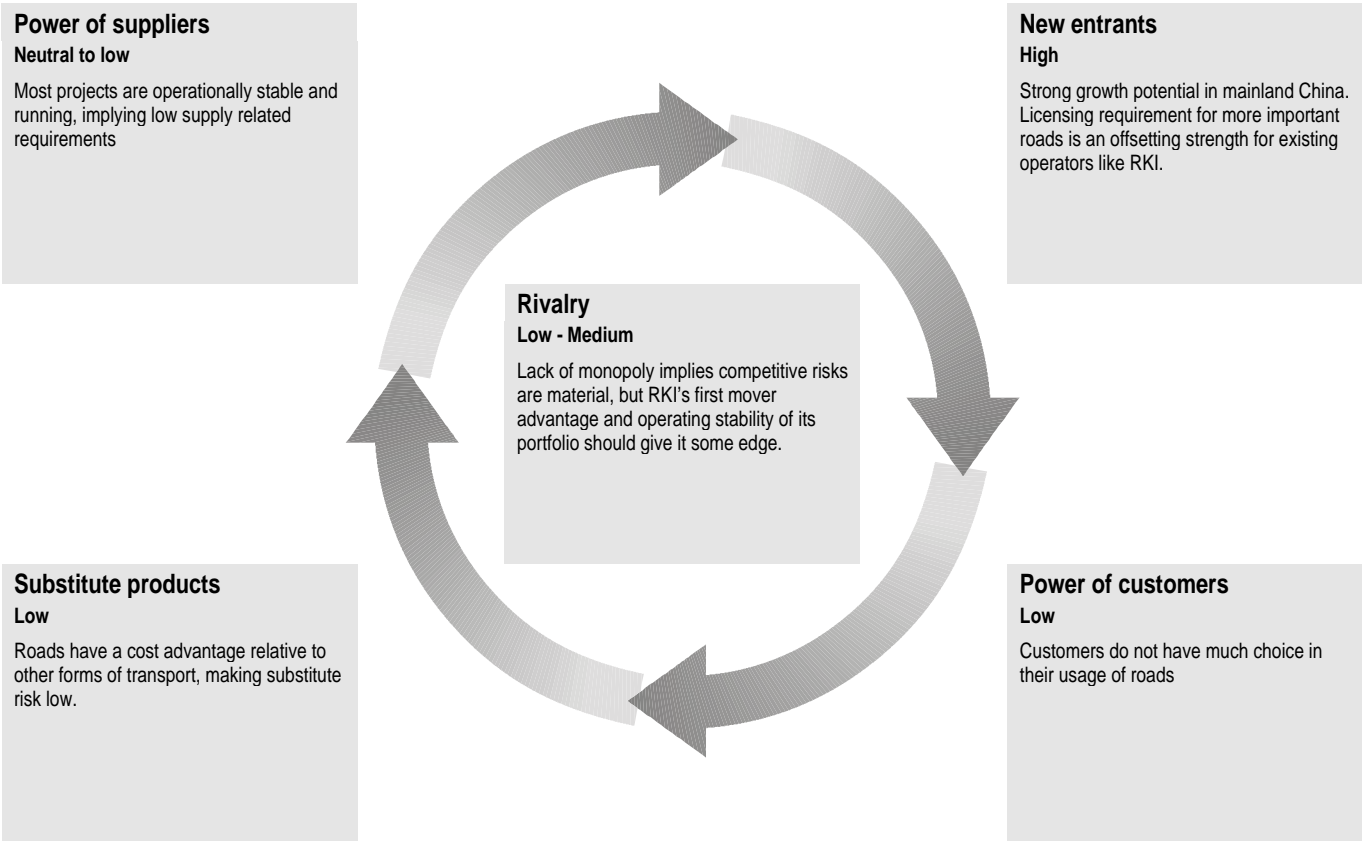 Power of suppliers
Neutral to low
Most projects are operationally stable and
running, implying low supply related
requirements
New entrants
High
Strong growth potential in mainland China.
Licensing requirement for more important
roads is an offsetting strength for existing
operators like RKI.
Rivalry
Low - Medium
Lack of monopoly implies competitive risks
are material, but RKI's first mover
advantage and operating stability of its
portfolio should give it some edge.
Substitute products
Low
Roads have a cost advantage relative to
other forms of transport, making substitute
risk low.
Power of customers
Low
Customers do not have much choice in
their usage of roads